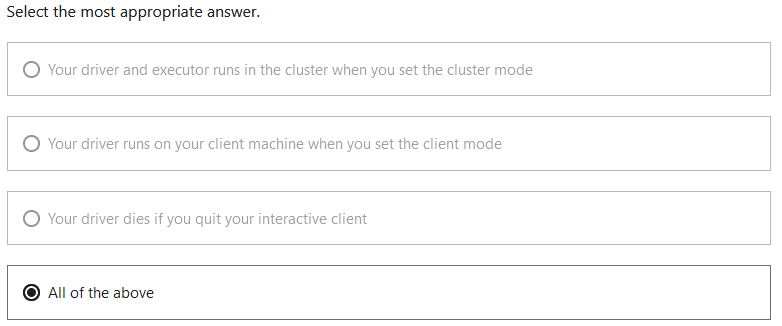 Select the most appropriate answer.
Your driver and executor runs in the cluster when you set the cluster mode
Your driver runs on your client machine when you set the client mode
Your driver dies if you quit your interactive client
All of the above